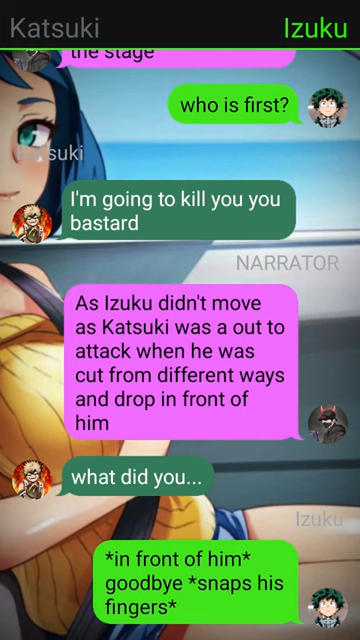 Katsuki
Izuku
the stage
who is first?
suki
I'm going to kill you you
bastard
NARRATOR
As Izuku didn't move
as Katsuki was a out to
attack when he was
cut from different ways
and drop in front of
him
what did you...
Izuku
*in front of him*
goodbye *snaps his
fingers*